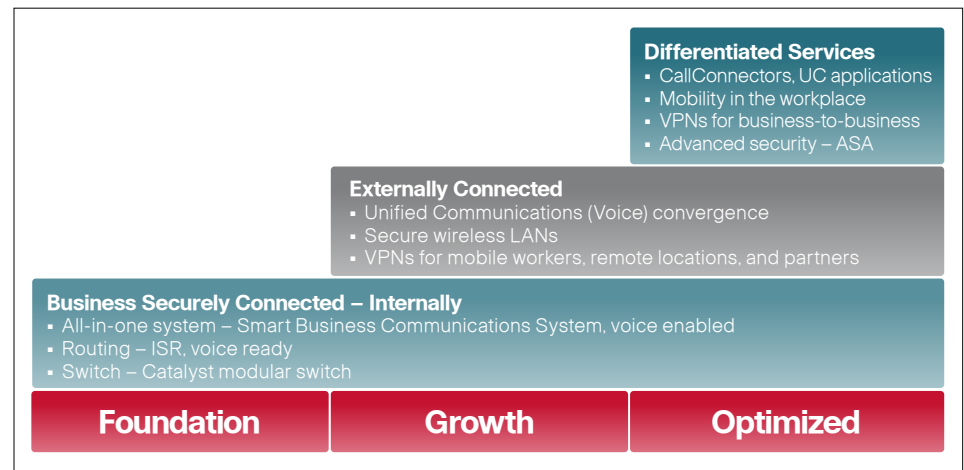 Differentiated Services
▪ CallConnectors, UC applications
▪ Mobility in the workplace
▪ VPNs for business-to-business
▪ Advanced security – ASA
Externally Connected
▪ Unified Communications (Voice) convergence
▪ Secure wireless LANs
▪ VPNs for mobile workers, remote locations, and partners
Business Securely Connected – Internally
▪ All-in-one system – Smart Business Communications System, voice enabled
▪ Routing – ISR, voice ready
▪ Switch – Catalyst modular switch
Foundation
Growth
Optimized